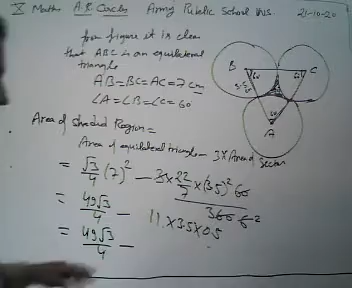 X Maths A.R. Circles Army Public School 21-10-20
from figure it is clear
that ABC is an equilateral
triangle
AB=BC=AC=7cm
∠A=∠B=∠C=60°
Area of shaded Region=
Area of equilateral triangle - 3×Area of Sector
= √3/4 (7)² - 3×22/7×(3.5)² 60/360
= 49√3/4 - 11×3.5×0.5
= 49√3/4 -
B
C
A
60
60
60
3.5